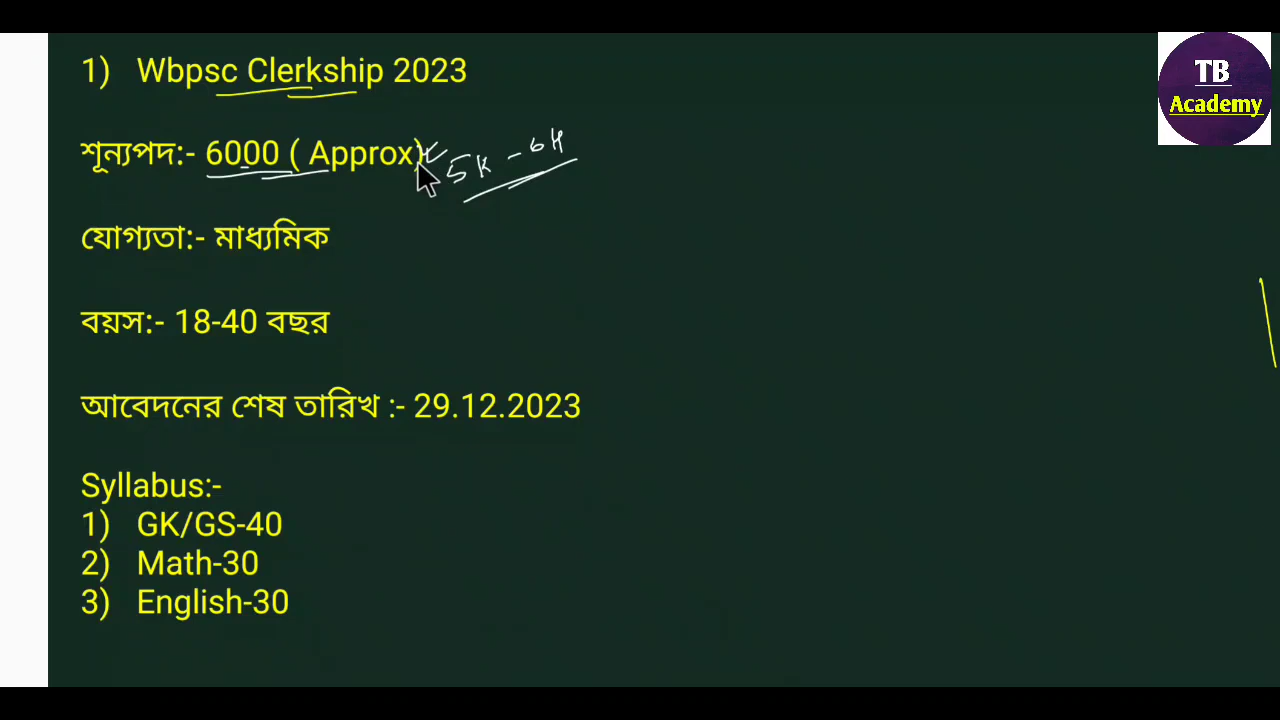 1) Wbpsc Clerkship 2023
TB
Academy
শূন্যপদ:- 6000 ( Approx)
5K - 6K
যোগ্যতা:- মাধ্যমিক
বয়স:- 18-40 বছর
আবেদনের শেষ তারিখ :- 29.12.2023
Syllabus:-
1) GK/GS-40
2) Math-30
3) English-30